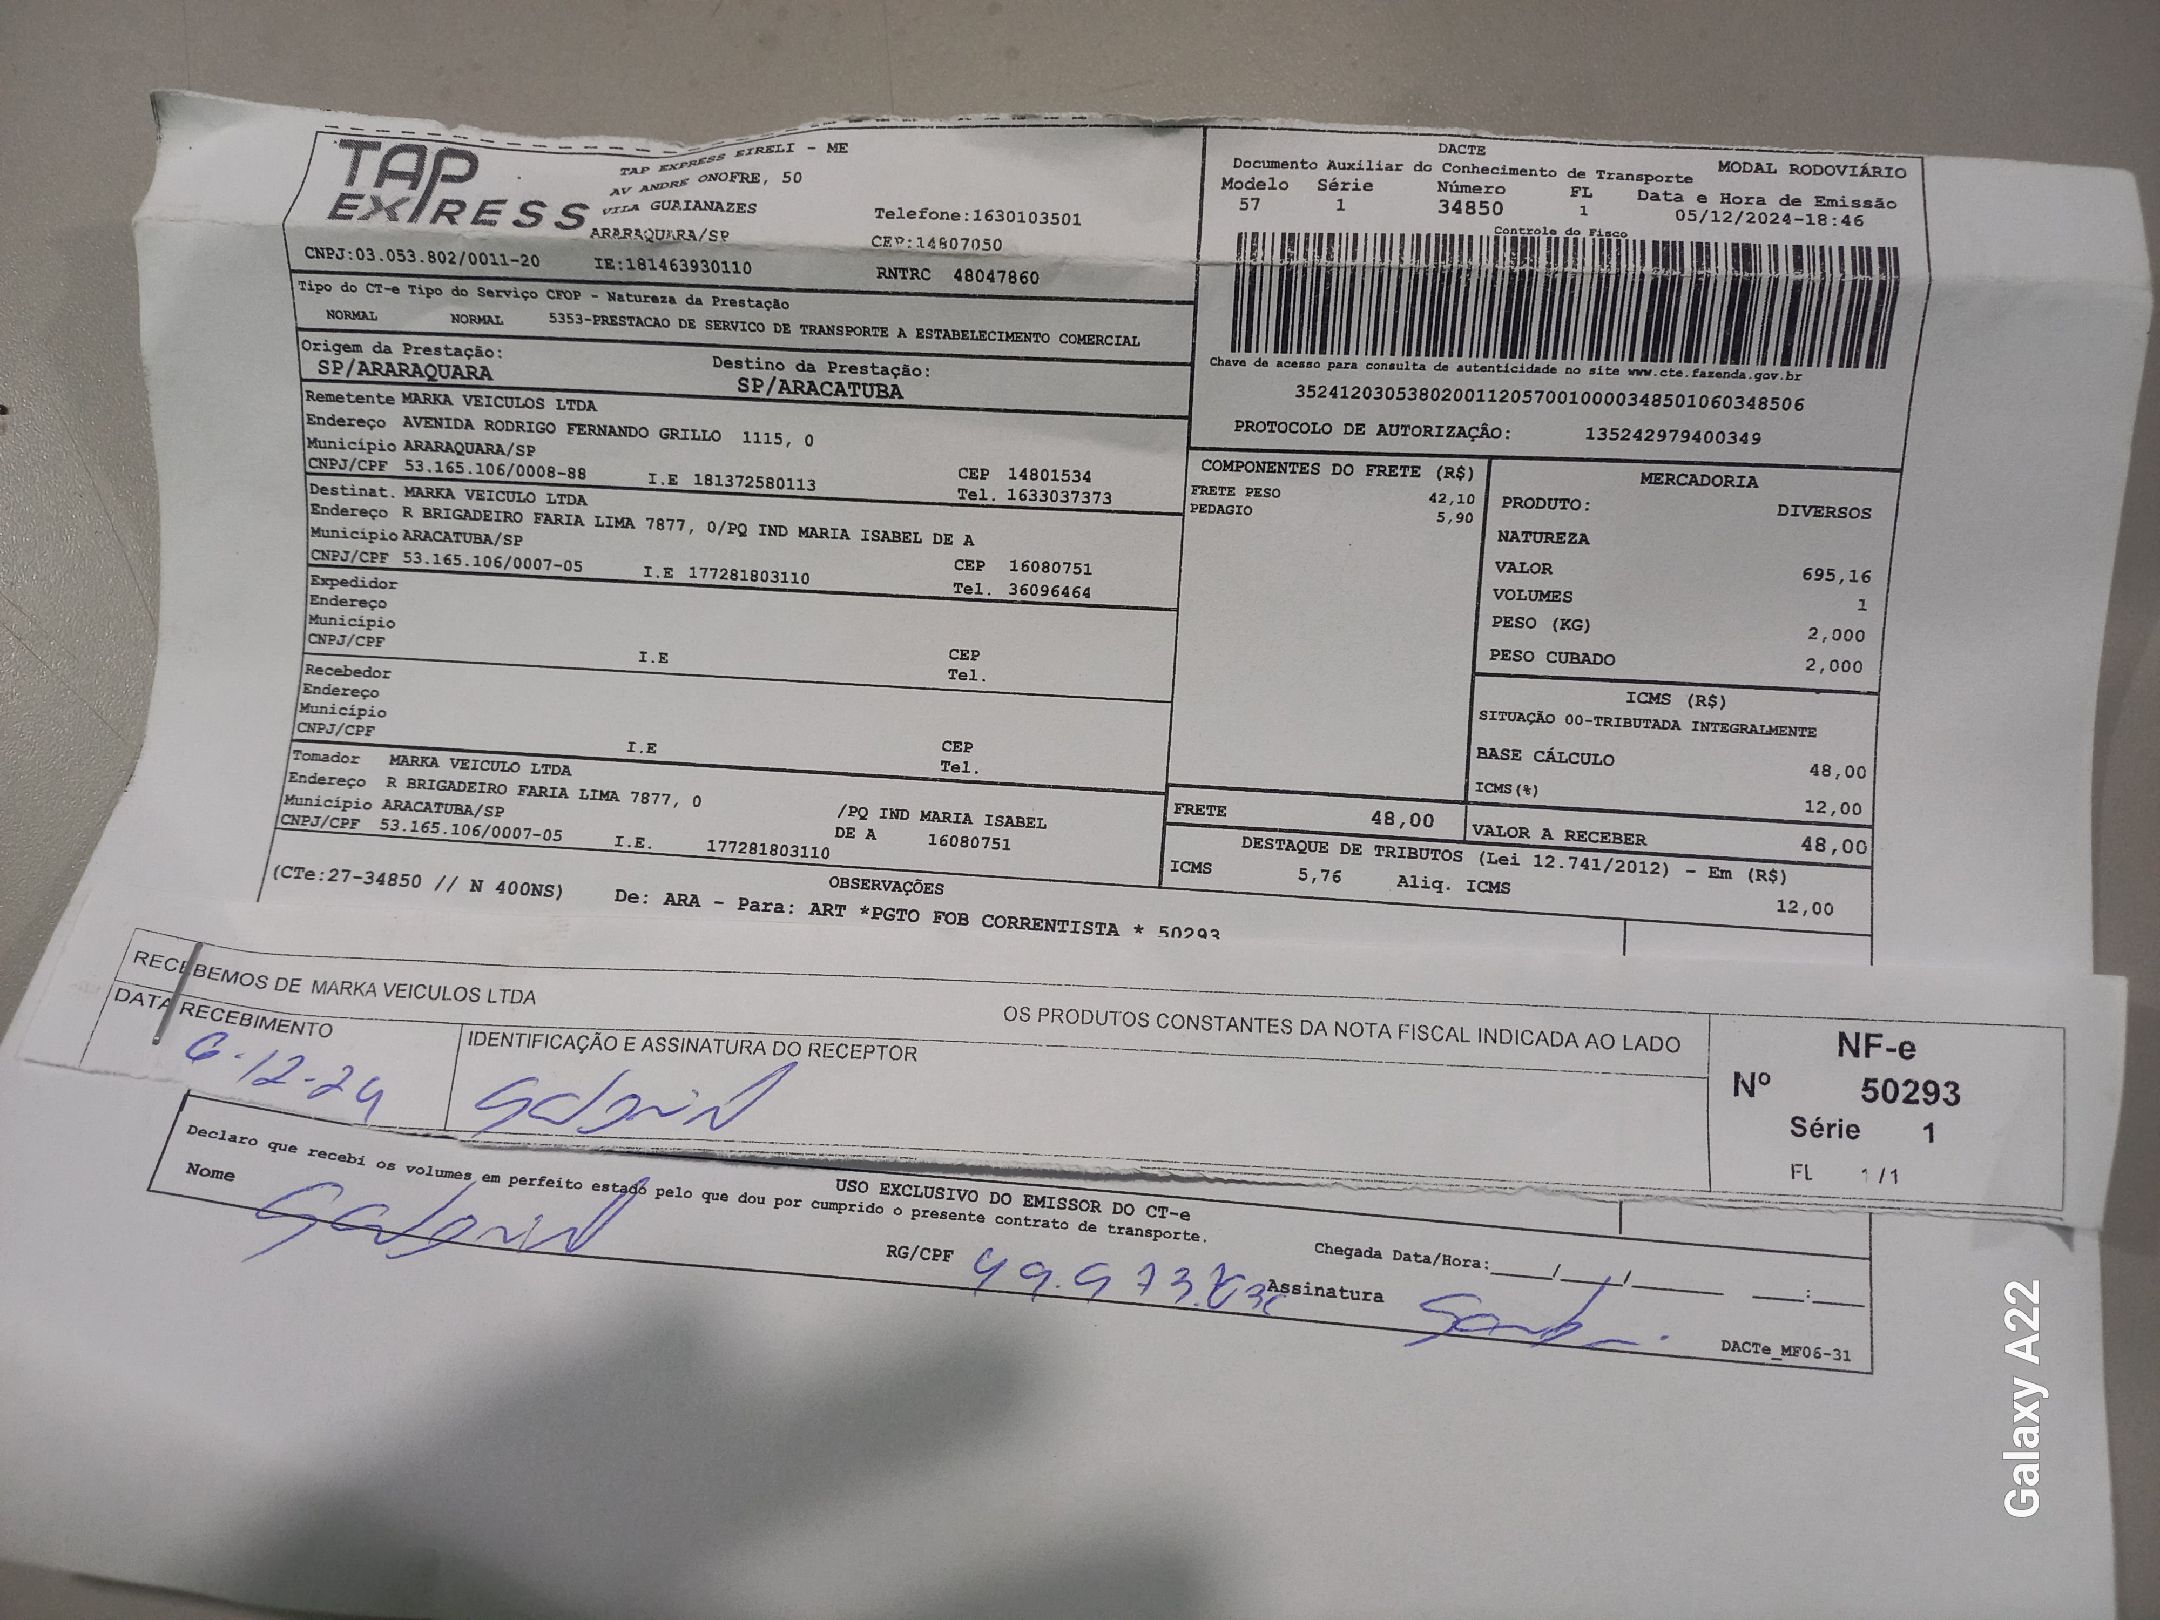 TAP
EXPRESS
TAP EXPRESS EIRELI - ME
AV ANDRE ONOFRE, 50
VILA GUAIANAZES
ARARAQUARA/SP
Telefone:1630103501
CEP:14807050
CNPJ:03.053.802/0011-20 IE:181463930110 RNTRC 48047860
DACTE
Documento Auxiliar do Conhecimento de Transporte MODAL RODOVIÁRIO
Modelo Série Número FL Data e Hora de Emissão
57 1 34850 1 05/12/2024-18:46
Controle do Fisco
Chave de acesso para consulta de autenticidade no site www.cte.fazenda.gov.br
35241203053802001120570010000348501060348506
PROTOCOLO DE AUTORIZAÇÂO: 135242979400349
Tipo do CT-e Tipo do Serviço CFOP - Natureza da Prestação
NORMAL NORMAL 5353-PRESTACAO DE SERVICO DE TRANSPORTE A ESTABELECIMENTO COMERCIAL
Origem da Prestação: Destino da Prestação:
SP/ARARAQUARA SP/ARACATUBA
Remetente MARKA VEICULOS LTDA
Endereço AVENIDA RODRIGO FERNANDO GRILLO 1115, 0
Município ARARAQUARA/SP CEP 14801534
CNPJ/CPF 53.165.106/0008-88 I.E 181372580113 Tel. 1633037373
Destinat. MARKA VEICULO LTDA
Endereço R BRIGADEIRO FARIA LIMA 7877, 0/PQ IND MARIA ISABEL DE A
Município ARACATUBA/SP CEP 16080751
CNPJ/CPF 53.165.106/0007-05 I.E 177281803110 Tel. 36096464
Expedidor
Endereço
Município CEP
CNPJ/CPF I.E Tel.
Recebedor
Endereço
Município CEP
CNPJ/CPF I.E Tel.
Tomador MARKA VEICULO LTDA
Endereço R BRIGADEIRO FARIA LIMA 7877, 0 /PQ IND MARIA ISABEL
Município ARACATUBA/SP DE A 16080751
CNPJ/CPF 53.165.106/0007-05 I.E. 177281803110
COMPONENTES DO FRETE (R$)
FRETE PESO 42,10
PEDAGIO 5,90
MERCADORIA
PRODUTO: DIVERSOS
NATUREZA
VALOR 695,16
VOLUMES 1
PESO (KG) 2,000
PESO CUBADO 2,000
ICMS (R$)
SITUAÇÃO 00-TRIBUTADA INTEGRALMENTE
BASE CÁLCULO 48,00
ICMS(%) 12,00
FRETE 48,00 VALOR A RECEBER 48,00
DESTAQUE DE TRIBUTOS (Lei 12.741/2012) - Em (R$)
ICMS 5,76 Aliq. ICMS 12,00
OBSERVAÇÕES
(CTe:27-34850 // N 400NS) De: ARA - Para: ART *PGTO FOB CORRENTISTA * 50293
RECEBEMOS DE MARKA VEICULOS LTDA OS PRODUTOS CONSTANTES DA NOTA FISCAL INDICADA AO LADO
DATA RECEBIMENTO IDENTIFICAÇÃO E ASSINATURA DO RECEPTOR
6-12-24 Gabriel
NF-e
Nº 50293
Série 1
FL 1/1
USO EXCLUSIVO DO EMISSOR DO CT-e
Declaro que recebi os volumes em perfeito estado pelo que dou por cumprido o presente contrato de transporte.
Nome Gabriel RG/CPF Assinatura
Chegada Data/Hora:____/____/______ ___:___
DACTe_MF06-31
Galaxy A22